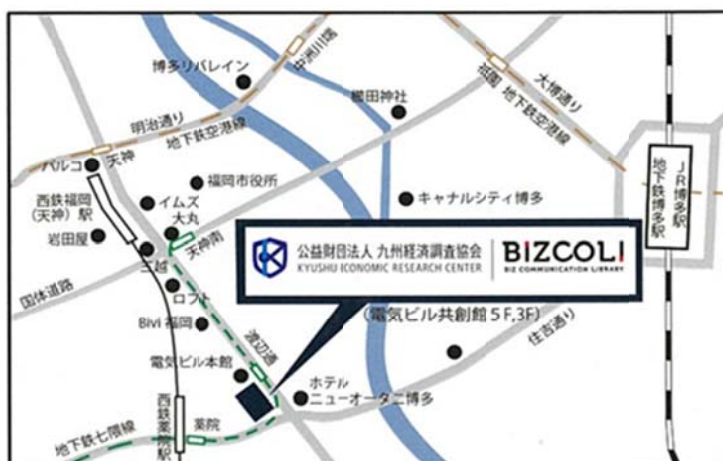 博多リバレイン
中洲川端
明治通り
地下鉄空港線
櫛田神社
祇園
大博通り
地下鉄空港線
JR博多駅
地下鉄博多駅
パルコ
天神
西鉄福岡
(天神)駅
福岡市役所
イムズ
大丸
岩田屋
三越
天神南
キャナルシティ博多
国体道路
ロフト
公益財団法人 九州経済調査協会
KYUSHU ICONOMIC RESEARCH CENTER
BIZCOLI
BIZ COMMUNICATION LIBRARY
(電気ビル共創館5F,3F)
Bivi 福岡
渡辺通
住吉通り
電気ビル本館
ホテル
ニューオータニ博多
西鉄薬院駅
薬院
地下鉄七隈線